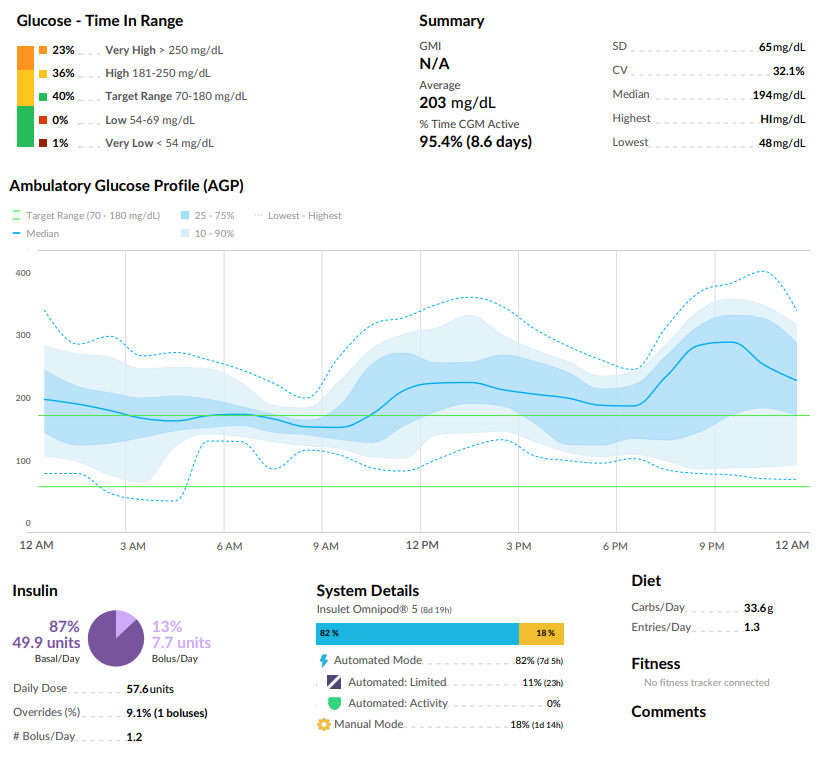 Glucose - Time In Range
23% Very High > 250 mg/dL
36% High 181-250 mg/dL
40% Target Range 70-180 mg/dL
0% Low 54-69 mg/dL
1% Very Low < 54 mg/dL
Summary
GMI
N/A
Average
203 mg/dL
% Time CGM Active
95.4% (8.6 days)
SD 65mg/dL
CV 32.1%
Median 194mg/dL
Highest HImg/dL
Lowest 48mg/dL
Ambulatory Glucose Profile (AGP)
Target Range (70 - 180 mg/dL) 25 - 75% Lowest - Highest
Median 10 - 90%
400
300
200
100
0
12 AM 3 AM 6 AM 9 AM 12 PM 3 PM 6 PM 9 PM 12 AM
Insulin
87% 13%
49.9 units 7.7 units
Basal/Day Bolus/Day
Daily Dose 57.6units
Overrides (%) 9.1% (1 boluses)
# Bolus/Day 1.2
System Details
Insulet Omnipod® 5 (8d 19h)
82 % 18 %
Automated Mode 82% (7d 5h)
Automated: Limited 11% (23h)
Automated: Activity 0%
Manual Mode 18% (1d 14h)
Diet
Carbs/Day 33.6g
Entries/Day 1.3
Fitness
No fitness tracker connected
Comments